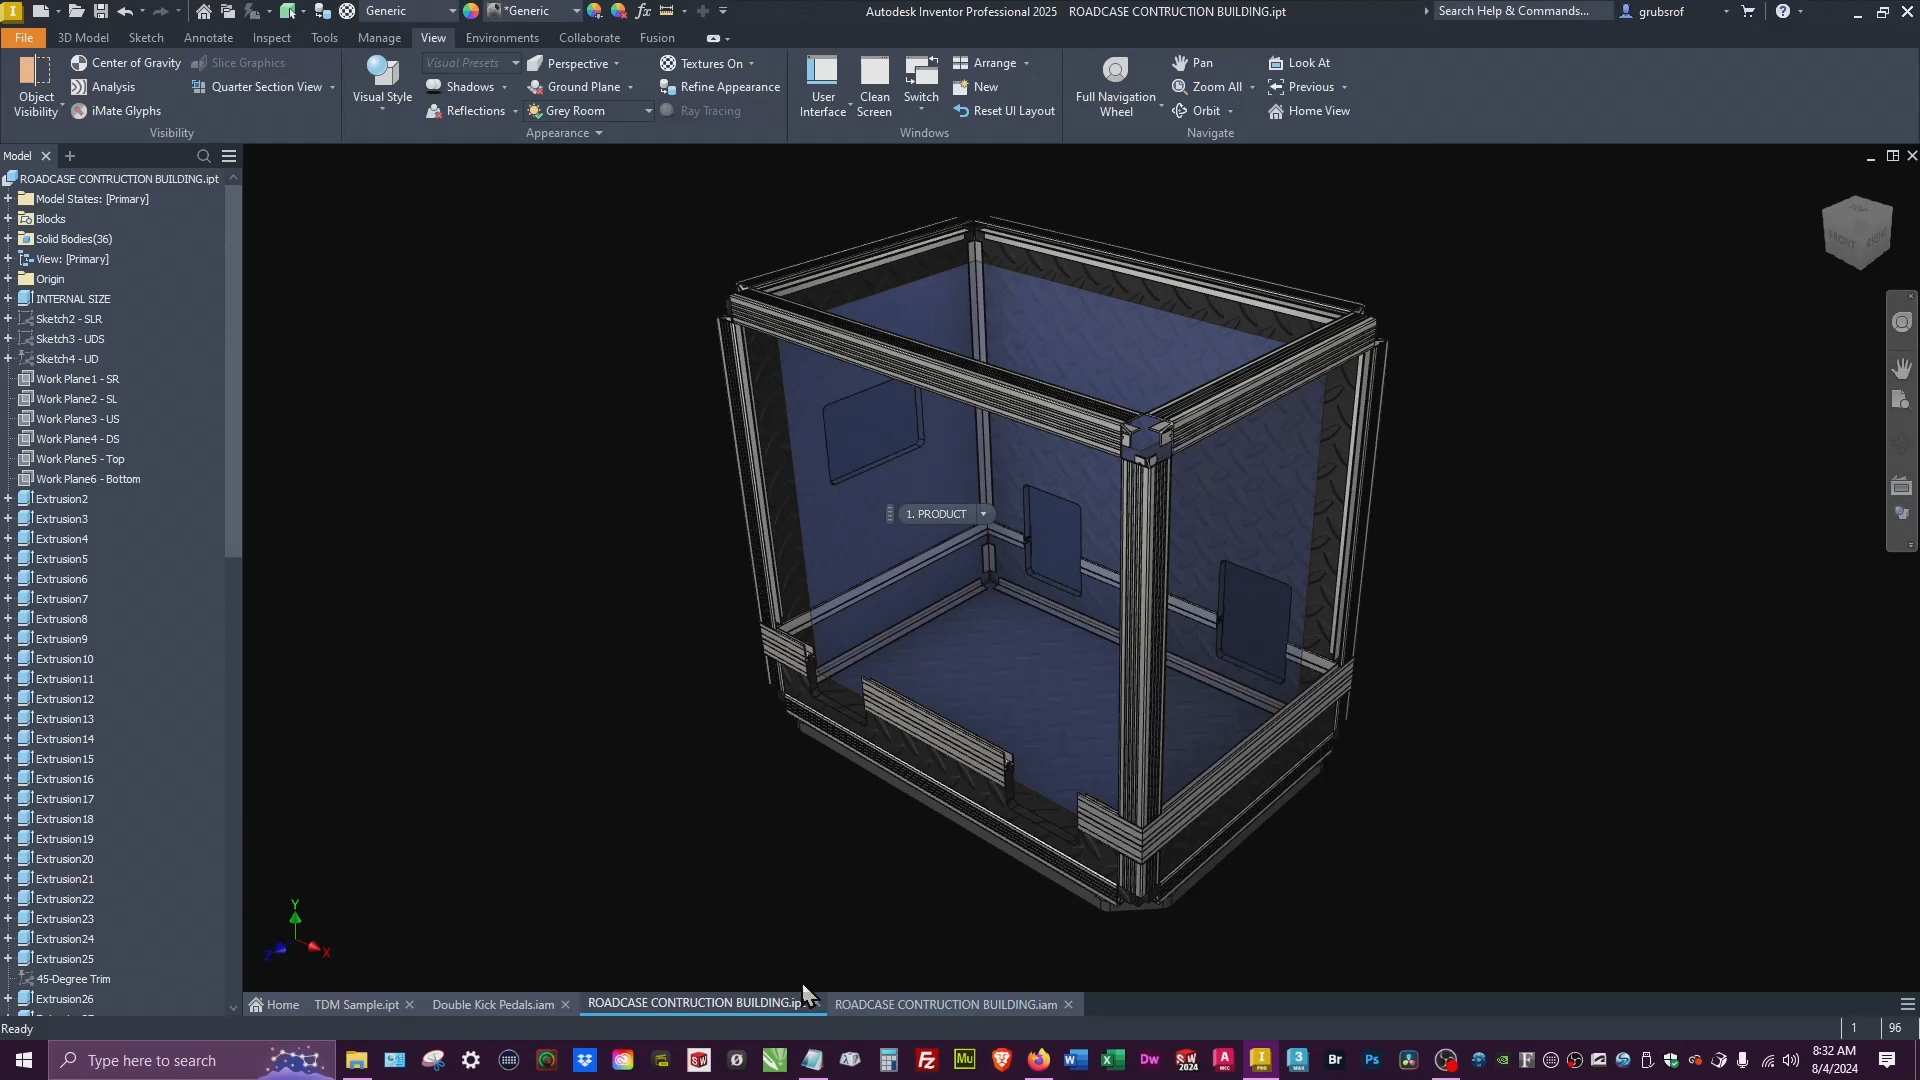 Generic
*Generic
Autodesk Inventor Professional 2025 ROADCASE CONTRUCTION BUILDING.ipt
Search Help & Commands...
grubsrof
File 3D Model Sketch Annotate Inspect Tools Manage View Environments Collaborate Fusion
Object
Visibility
Center of Gravity
Analysis
iMate Glyphs
Slice Graphics
Quarter Section View
Visibility
Visual Style
Visual Presets
Shadows
Reflections
Perspective
Ground Plane
Grey Room
Textures On
Refine Appearance
Ray Tracing
Appearance
User
Interface
Clean
Screen
Switch
Arrange
New
Reset UI Layout
Windows
Full Navigation
Wheel
Pan
Zoom All
Orbit
Look At
Previous
Home View
Navigate
Model
ROADCASE CONTRUCTION BUILDING.ipt
Model States: [Primary]
Blocks
Solid Bodies(36)
View: [Primary]
Origin
INTERNAL SIZE
Sketch2 - SLR
Sketch3 - UDS
Sketch4 - UD
Work Plane1 - SR
Work Plane2 - SL
Work Plane3 - US
Work Plane4 - DS
Work Plane5 - Top
Work Plane6 - Bottom
Extrusion2
Extrusion3
Extrusion4
Extrusion5
Extrusion6
Extrusion7
Extrusion8
Extrusion9
Extrusion10
Extrusion11
Extrusion12
Extrusion13
Extrusion14
Extrusion15
Extrusion16
Extrusion17
Extrusion18
Extrusion19
Extrusion20
Extrusion21
Extrusion22
Extrusion23
Extrusion24
Extrusion25
45-Degree Trim
Extrusion26
TOP
FRONT
RIGHT
1. PRODUCT
Y
Z
X
Home TDM Sample.ipt Double Kick Pedals.iam ROADCASE CONTRUCTION BUILDING.ip ROADCASE CONTRUCTION BUILDING.iam
Ready
1
96
Type here to search
8:32 AM
8/4/2024